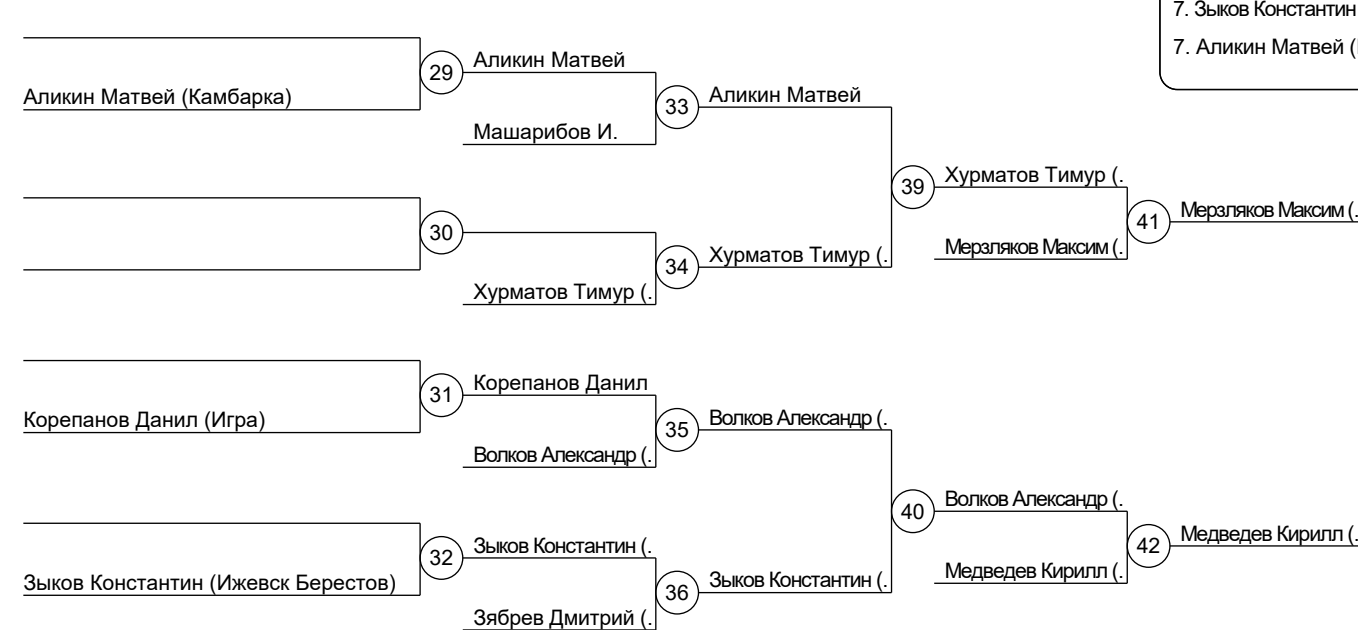 7. Зыков Константин
7. Аликин Матвей (
29
Аликин Матвей
Аликин Матвей (Камбарка)
33
Аликин Матвей
Машарибов И.
39
Хурматов Тимур (.
30
41
Мерзляков Максим (.
34
Хурматов Тимур (.
Мерзляков Максим (.
Хурматов Тимур (.
31
Корепанов Данил
Корепанов Данил (Игра)
35
Волков Александр (.
Волков Александр (.
40
Волков Александр (.
32
Зыков Константин (.
42
Медведев Кирилл (.
Зыков Константин (Ижевск Берестов)
36
Зыков Константин (.
Медведев Кирилл (.
Зябрев Дмитрий (.